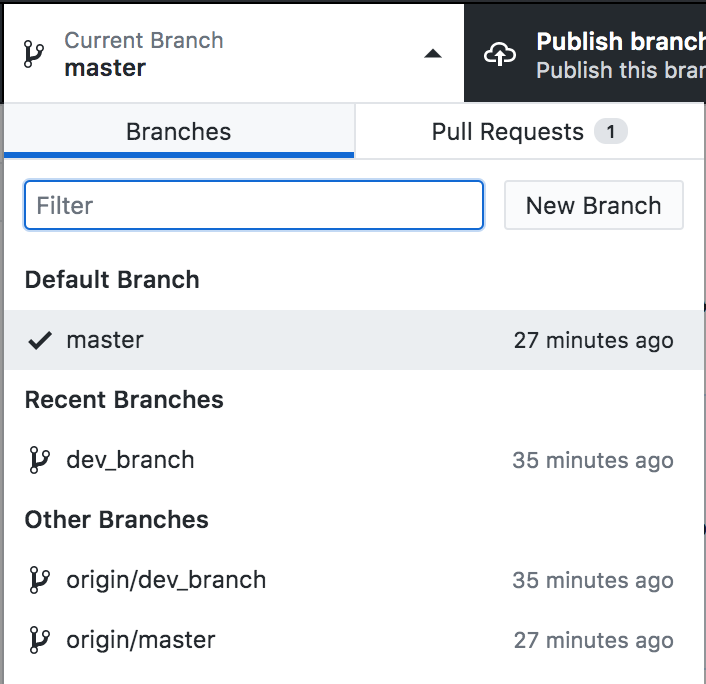 Current Branch
master
Publish branch
Publish this bran
Branches
Pull Requests 1
Filter
New Branch
Default Branch
master 27 minutes ago
Recent Branches
dev_branch 35 minutes ago
Other Branches
origin/dev_branch 35 minutes ago
origin/master 27 minutes ago